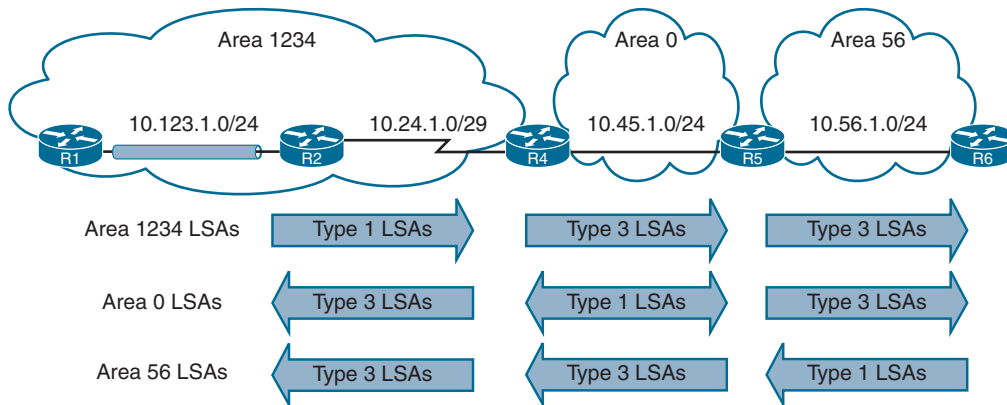 Area 1234
Area 0
Area 56
10.123.1.0/24
10.24.1.0/29
10.45.1.0/24
10.56.1.0/24
R1
R2
R4
R5
R6
Area 1234 LSAs
Type 1 LSAs
Type 3 LSAs
Type 3 LSAs
Area 0 LSAs
Type 3 LSAs
Type 1 LSAs
Type 3 LSAs
Area 56 LSAs
Type 3 LSAs
Type 3 LSAs
Type 1 LSAs